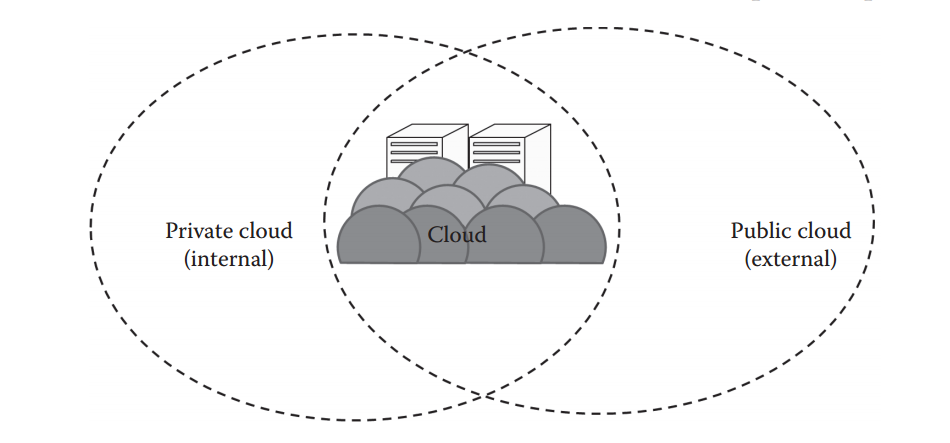 Private cloud
(internal)
Cloud
Public cloud
(external)